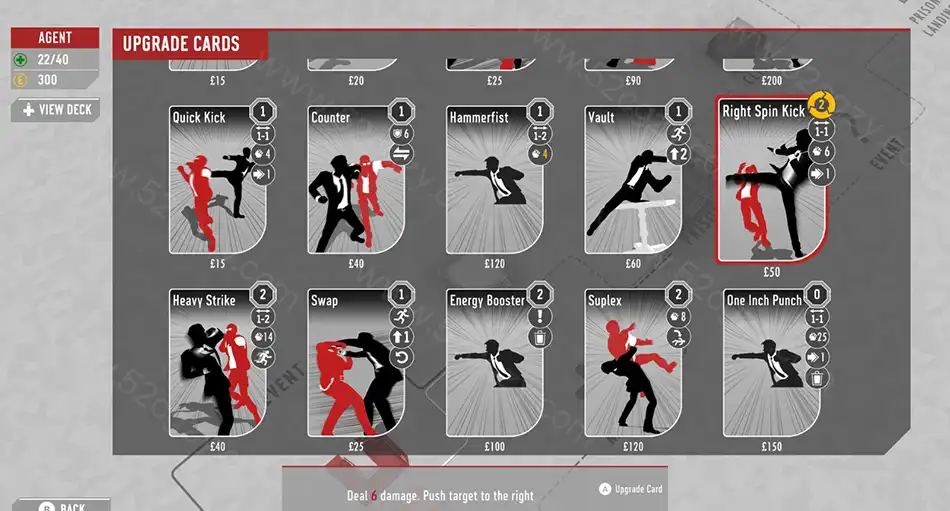 AGENT
22/40
300
VIEW DECK
UPGRADE CARDS
£15
£20
£25
£90
£200
Quick Kick 1
1-1
4
1
£15
Counter 1
6
£40
Hammerfist 1
1-2
4
£120
Vault 1
2
£60
Right Spin Kick 2
1-1
6
1
£50
Heavy Strike 2
1-2
14
£40
Swap 1
1
£25
Energy Booster 2
!
£100
Suplex 2
8
£120
One Inch Punch 0
1-1
25
1
£150
Deal 6 damage. Push target to the right
A Upgrade Card
B BACK
EVENT
EVENT
PRISON